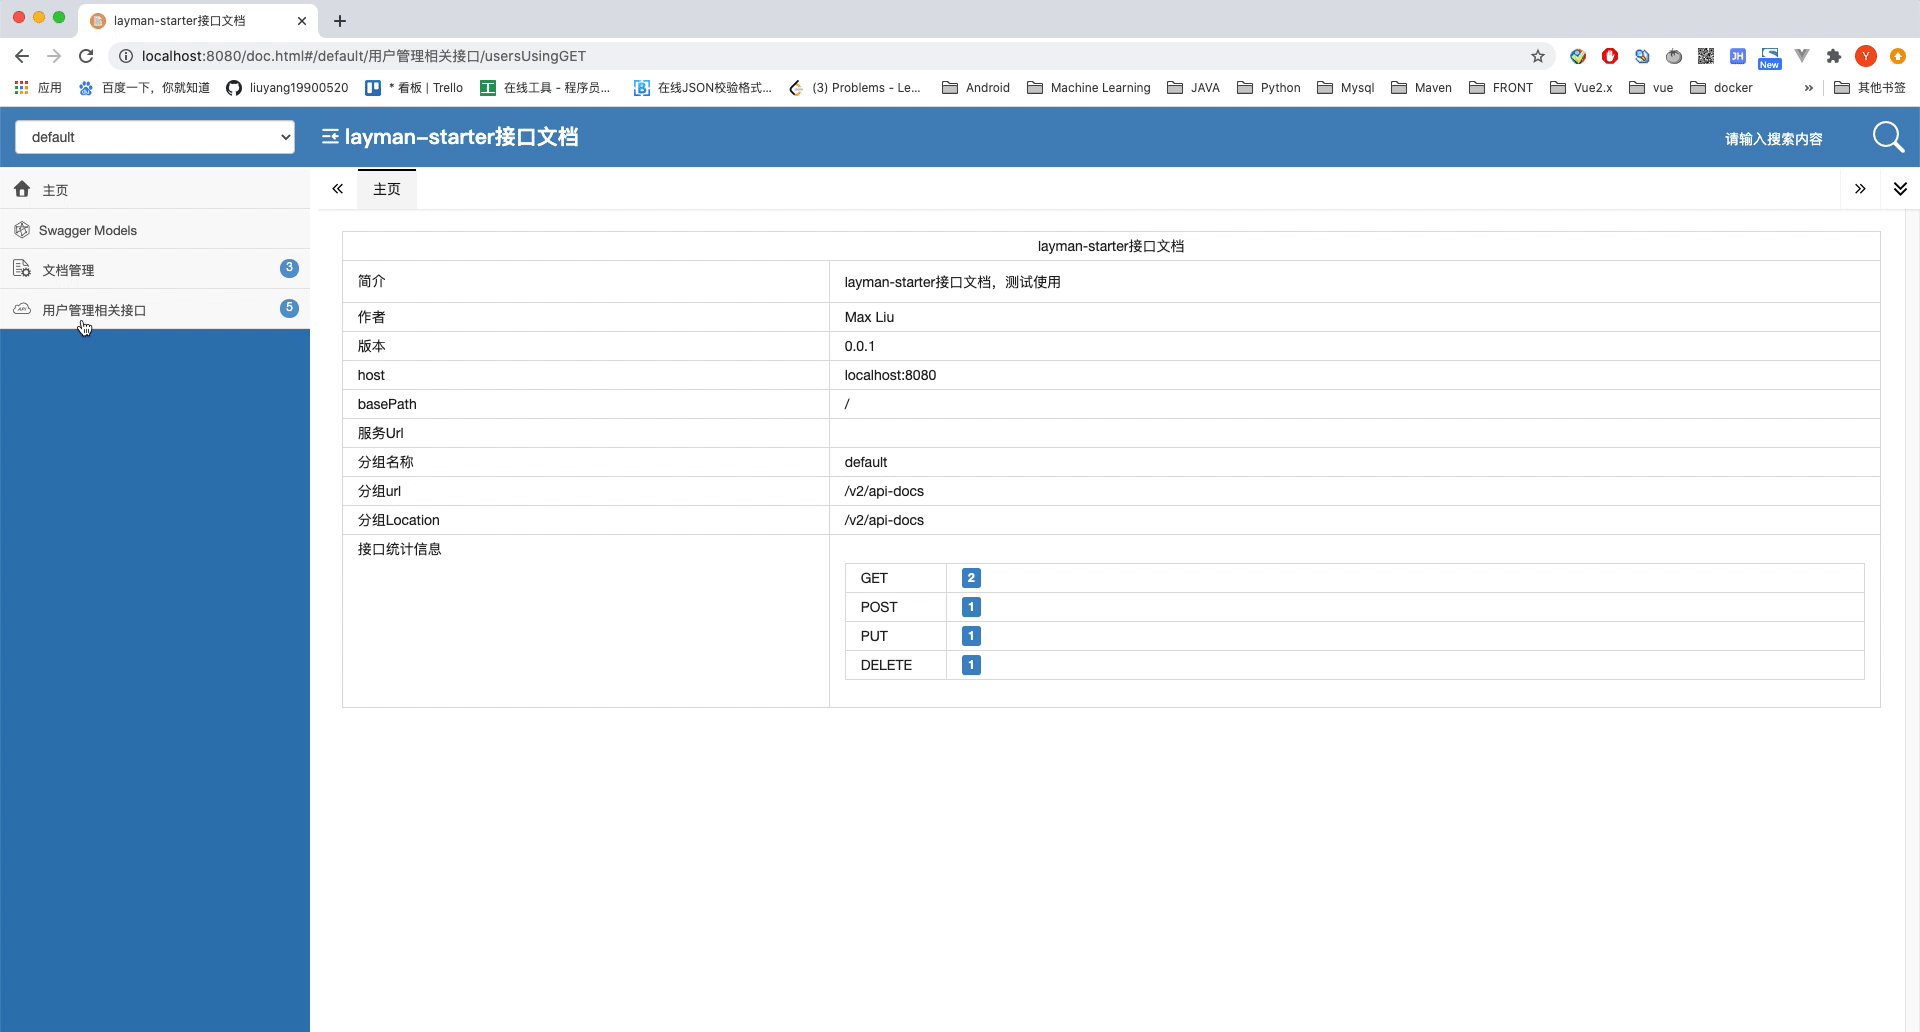 layman-starter接口文档
localhost:8080/doc.html#/default/用户管理相关接口/usersUsingGET
JH
New
Y
应用
百度一下，你就知道
liuyang19900520
* 看板 | Trello
在线工具 - 程序员...
在线JSON校验格式...
(3) Problems - Le...
Android
Machine Learning
JAVA
Python
Mysql
Maven
FRONT
Vue2.x
vue
docker
»
其他书签
default
layman-starter接口文档
请输入搜索内容
主页
Swagger Models
文档管理
3
用户管理相关接口
5
主页
layman-starter接口文档
简介
layman-starter接口文档，测试使用
作者
Max Liu
版本
0.0.1
host
localhost:8080
basePath
/
服务Url
分组名称
default
分组url
/v2/api-docs
分组Location
/v2/api-docs
接口统计信息
GET
2
POST
1
PUT
1
DELETE
1